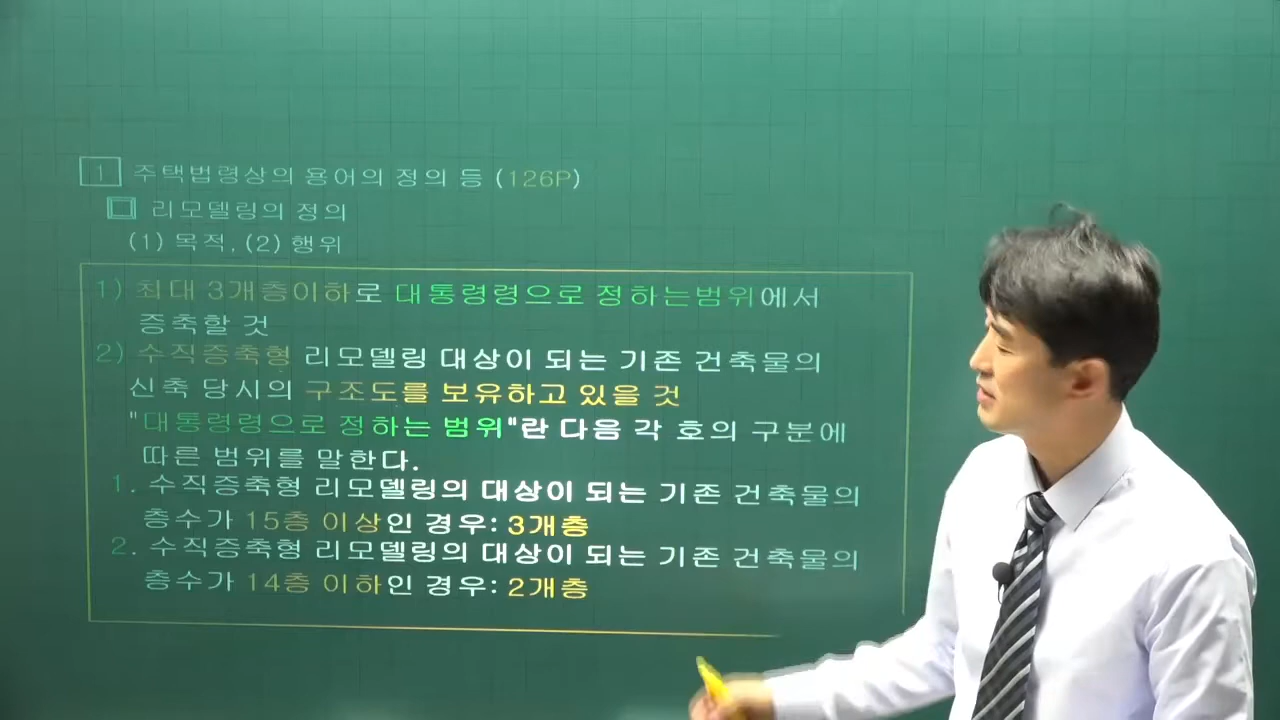 1 주택법령상의 용어의 정의 등 (126P)
리모델링의 정의
(1) 목적, (2) 행위
1) 최대 3개층이하로 대통령령으로 정하는범위에서
증축할 것
2) 수직증축형 리모델링 대상이 되는 기존 건축물의
신축 당시의 구조도를 보유하고 있을 것
"대통령령으로 정하는 범위"란 다음 각 호의 구분에
따른 범위를 말한다.
1. 수직증축형 리모델링의 대상이 되는 기존 건축물의
층수가 15층 이상인 경우: 3개층
2. 수직증축형 리모델링의 대상이 되는 기존 건축물의
층수가 14층 이하인 경우: 2개층